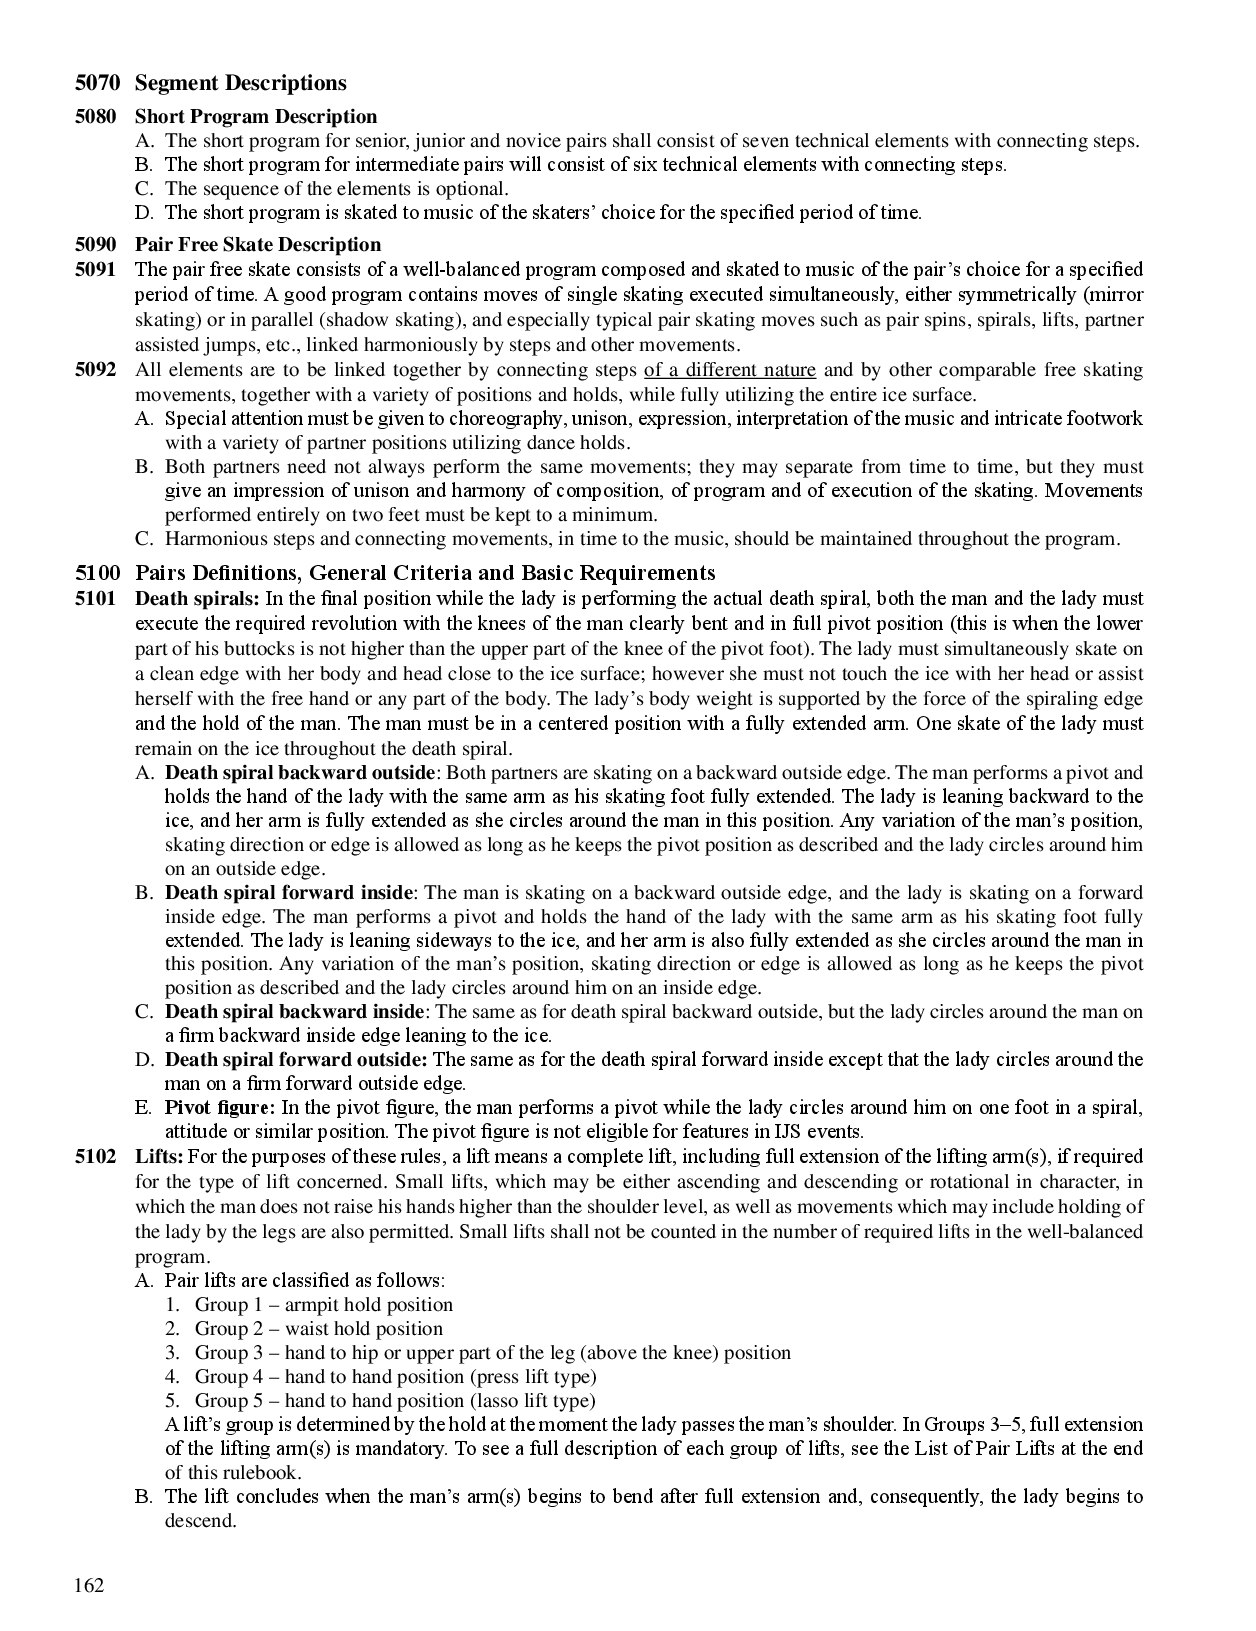 5070 Segment Descriptions
5080 Short Program Description
A. The short program for senior, junior and novice pairs shall consist of seven technical elements with connecting steps.
B. The short program for intermediate pairs will consist of six technical elements with connecting steps.
C. The sequence of the elements is optional.
D. The short program is skated to music of the skaters’ choice for the specified period of time.
5090 Pair Free Skate Description
5091 The pair free skate consists of a well-balanced program composed and skated to music of the pair’s choice for a specified
period of time. A good program contains moves of single skating executed simultaneously, either symmetrically (mirror
skating) or in parallel (shadow skating), and especially typical pair skating moves such as pair spins, spirals, lifts, partner
assisted jumps, etc., linked harmoniously by steps and other movements.
5092 All elements are to be linked together by connecting steps of a different nature and by other comparable free skating
movements, together with a variety of positions and holds, while fully utilizing the entire ice surface.
A. Special attention must be given to choreography, unison, expression, interpretation of the music and intricate footwork
with a variety of partner positions utilizing dance holds.
B. Both partners need not always perform the same movements; they may separate from time to time, but they must
give an impression of unison and harmony of composition, of program and of execution of the skating. Movements
performed entirely on two feet must be kept to a minimum.
C. Harmonious steps and connecting movements, in time to the music, should be maintained throughout the program.
5100 Pairs Definitions, General Criteria and Basic Requirements
5101 Death spirals: In the final position while the lady is performing the actual death spiral, both the man and the lady must
execute the required revolution with the knees of the man clearly bent and in full pivot position (this is when the lower
part of his buttocks is not higher than the upper part of the knee of the pivot foot). The lady must simultaneously skate on
a clean edge with her body and head close to the ice surface; however she must not touch the ice with her head or assist
herself with the free hand or any part of the body. The lady’s body weight is supported by the force of the spiraling edge
and the hold of the man. The man must be in a centered position with a fully extended arm. One skate of the lady must
remain on the ice throughout the death spiral.
A. Death spiral backward outside: Both partners are skating on a backward outside edge. The man performs a pivot and
holds the hand of the lady with the same arm as his skating foot fully extended. The lady is leaning backward to the
ice, and her arm is fully extended as she circles around the man in this position. Any variation of the man’s position,
skating direction or edge is allowed as long as he keeps the pivot position as described and the lady circles around him
on an outside edge.
B. Death spiral forward inside: The man is skating on a backward outside edge, and the lady is skating on a forward
inside edge. The man performs a pivot and holds the hand of the lady with the same arm as his skating foot fully
extended. The lady is leaning sideways to the ice, and her arm is also fully extended as she circles around the man in
this position. Any variation of the man’s position, skating direction or edge is allowed as long as he keeps the pivot
position as described and the lady circles around him on an inside edge.
C. Death spiral backward inside: The same as for death spiral backward outside, but the lady circles around the man on
a firm backward inside edge leaning to the ice.
D. Death spiral forward outside: The same as for the death spiral forward inside except that the lady circles around the
man on a firm forward outside edge.
E. Pivot figure: In the pivot figure, the man performs a pivot while the lady circles around him on one foot in a spiral,
attitude or similar position. The pivot figure is not eligible for features in IJS events.
5102 Lifts: For the purposes of these rules, a lift means a complete lift, including full extension of the lifting arm(s), if required
for the type of lift concerned. Small lifts, which may be either ascending and descending or rotational in character, in
which the man does not raise his hands higher than the shoulder level, as well as movements which may include holding of
the lady by the legs are also permitted. Small lifts shall not be counted in the number of required lifts in the well-balanced
program.
A. Pair lifts are classified as follows:
1. Group 1 – armpit hold position
2. Group 2 – waist hold position
3. Group 3 – hand to hip or upper part of the leg (above the knee) position
4. Group 4 – hand to hand position (press lift type)
5. Group 5 – hand to hand position (lasso lift type)
A lift’s group is determined by the hold at the moment the lady passes the man’s shoulder. In Groups 3–5, full extension
of the lifting arm(s) is mandatory. To see a full description of each group of lifts, see the List of Pair Lifts at the end
of this rulebook.
B. The lift concludes when the man’s arm(s) begins to bend after full extension and, consequently, the lady begins to
descend.
162